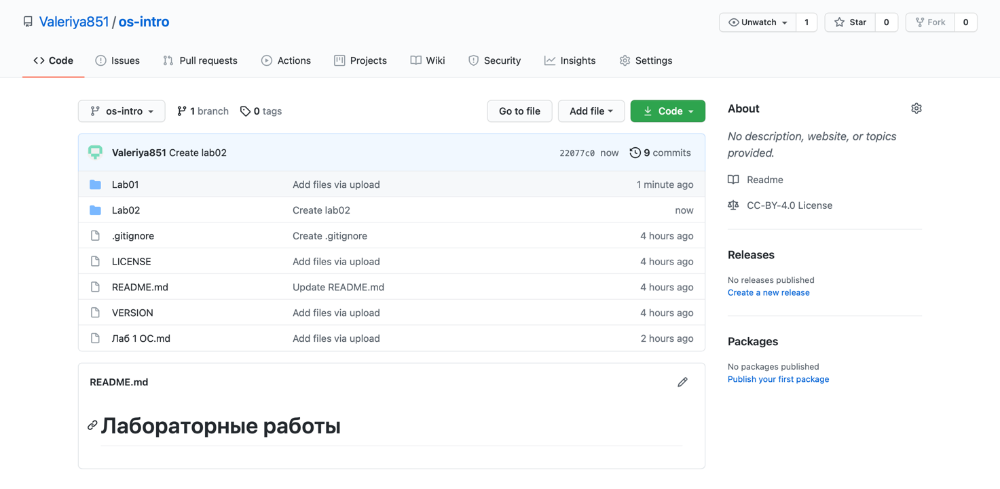 Valeriya851 / os-intro
Unwatch 1 Star 0 Fork 0
Code Issues Pull requests Actions Projects Wiki Security Insights Settings
os-intro 1 branch 0 tags Go to file Add file Code
Valeriya851 Create lab02 22077c0 now 9 commits
Lab01 Add files via upload 1 minute ago
Lab02 Create lab02 now
.gitignore Create .gitignore 4 hours ago
LICENSE Add files via upload 4 hours ago
README.md Update README.md 4 hours ago
VERSION Add files via upload 4 hours ago
Лаб 1 ОС.md Add files via upload 2 hours ago
README.md
Лабораторные работы
About
No description, website, or topics
provided.
Readme
CC-BY-4.0 License
Releases
No releases published
Create a new release
Packages
No packages published
Publish your first package